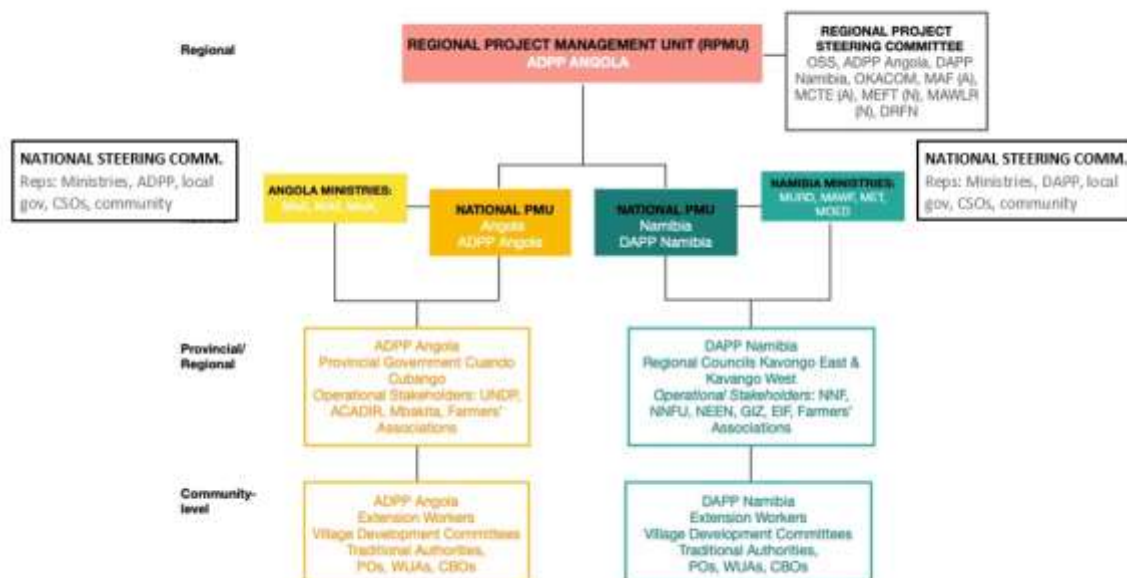 Regional
REGIONAL PROJECT MANAGEMENT UNIT (RPMU)
ADPP ANGOLA
REGIONAL PROJECT
STEERING COMMITTEE
OSS, ADPP Angola, DAPP
Namibia, OKACOM, MAF (A),
MCTE (A), MEFT (N), MAWLR
(N), DRFN
NATIONAL STEERING COMM.
Reps: Ministries, ADPP, local
gov, CSOs, community
ANGOLA MINISTRIES:
NATIONAL PMU
Angola
ADPP Angola
NATIONAL PMU
Namibia
DAPP Namibia
NAMIBIA MINISTRIES:
MURD, MAWF, MET,
MOED
NATIONAL STEERING COMM.
Reps: Ministries, DAPP, local
gov, CSOs, community
Provincial/
Regional
ADPP Angola
Provincial Government Cuando
Cubango
Operational Stakeholders: UNDP,
ACADIR, Mbakita, Farmers'
Associations
DAPP Namibia
Regional Councils Kavongo East &
Kavango West
Operational Stakeholders: NNF,
NNFU, NEEN, GIZ, EIF, Farmers'
Associations
Community-
level
ADPP Angola
Extension Workers
Village Development Committees
Traditional Authorities,
POs, WUAs, CBOs
DAPP Namibia
Extension Workers
Village Development Committees
Traditional Authorities,
POs, WUAs, CBOs